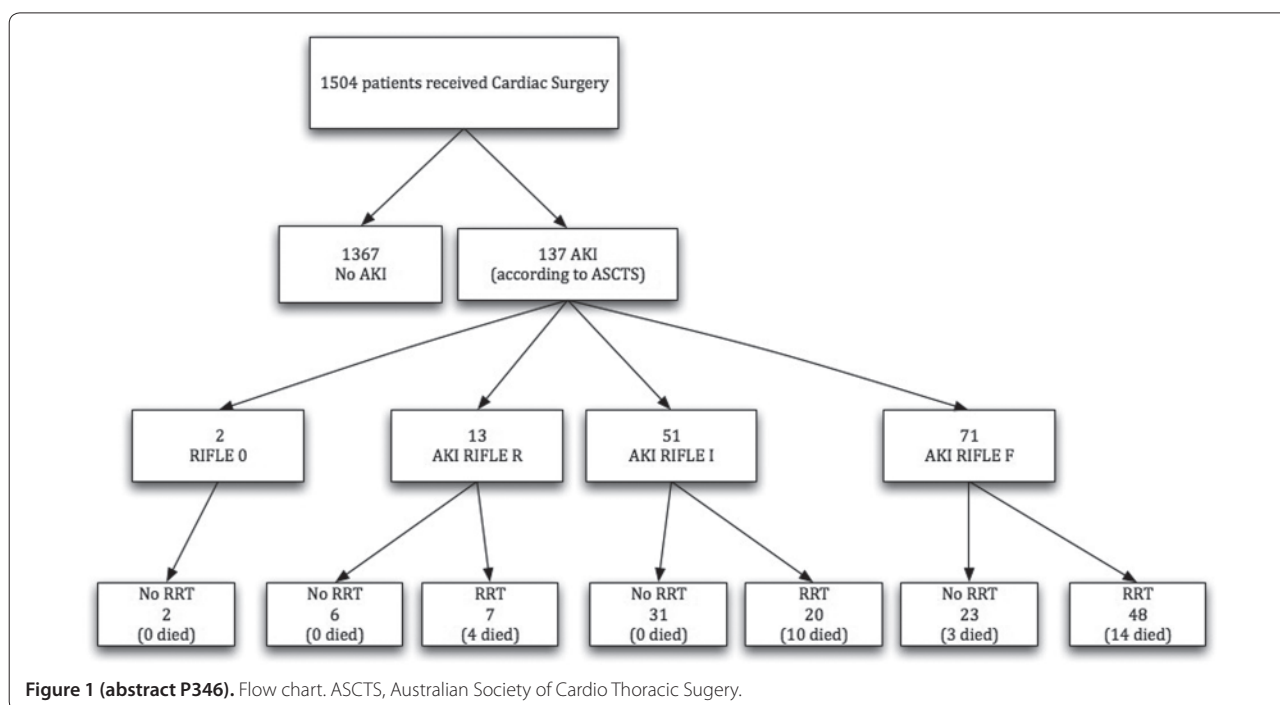 1504 patients received Cardiac Surgery
1367
No AKI
137 AKI
(according to ASCTS)
2
RIFLE 0
13
AKI RIFLE R
51
AKI RIFLE I
71
AKI RIFLE F
No RRT
2
(0 died)
No RRT
6
(0 died)
RRT
7
(4 died)
No RRT
31
(0 died)
RRT
20
(10 died)
No RRT
23
(3 died)
RRT
48
(14 died)
Figure 1 (abstract P346). Flow chart. ASCTS, Australian Society of Cardio Thoracic Sugery.